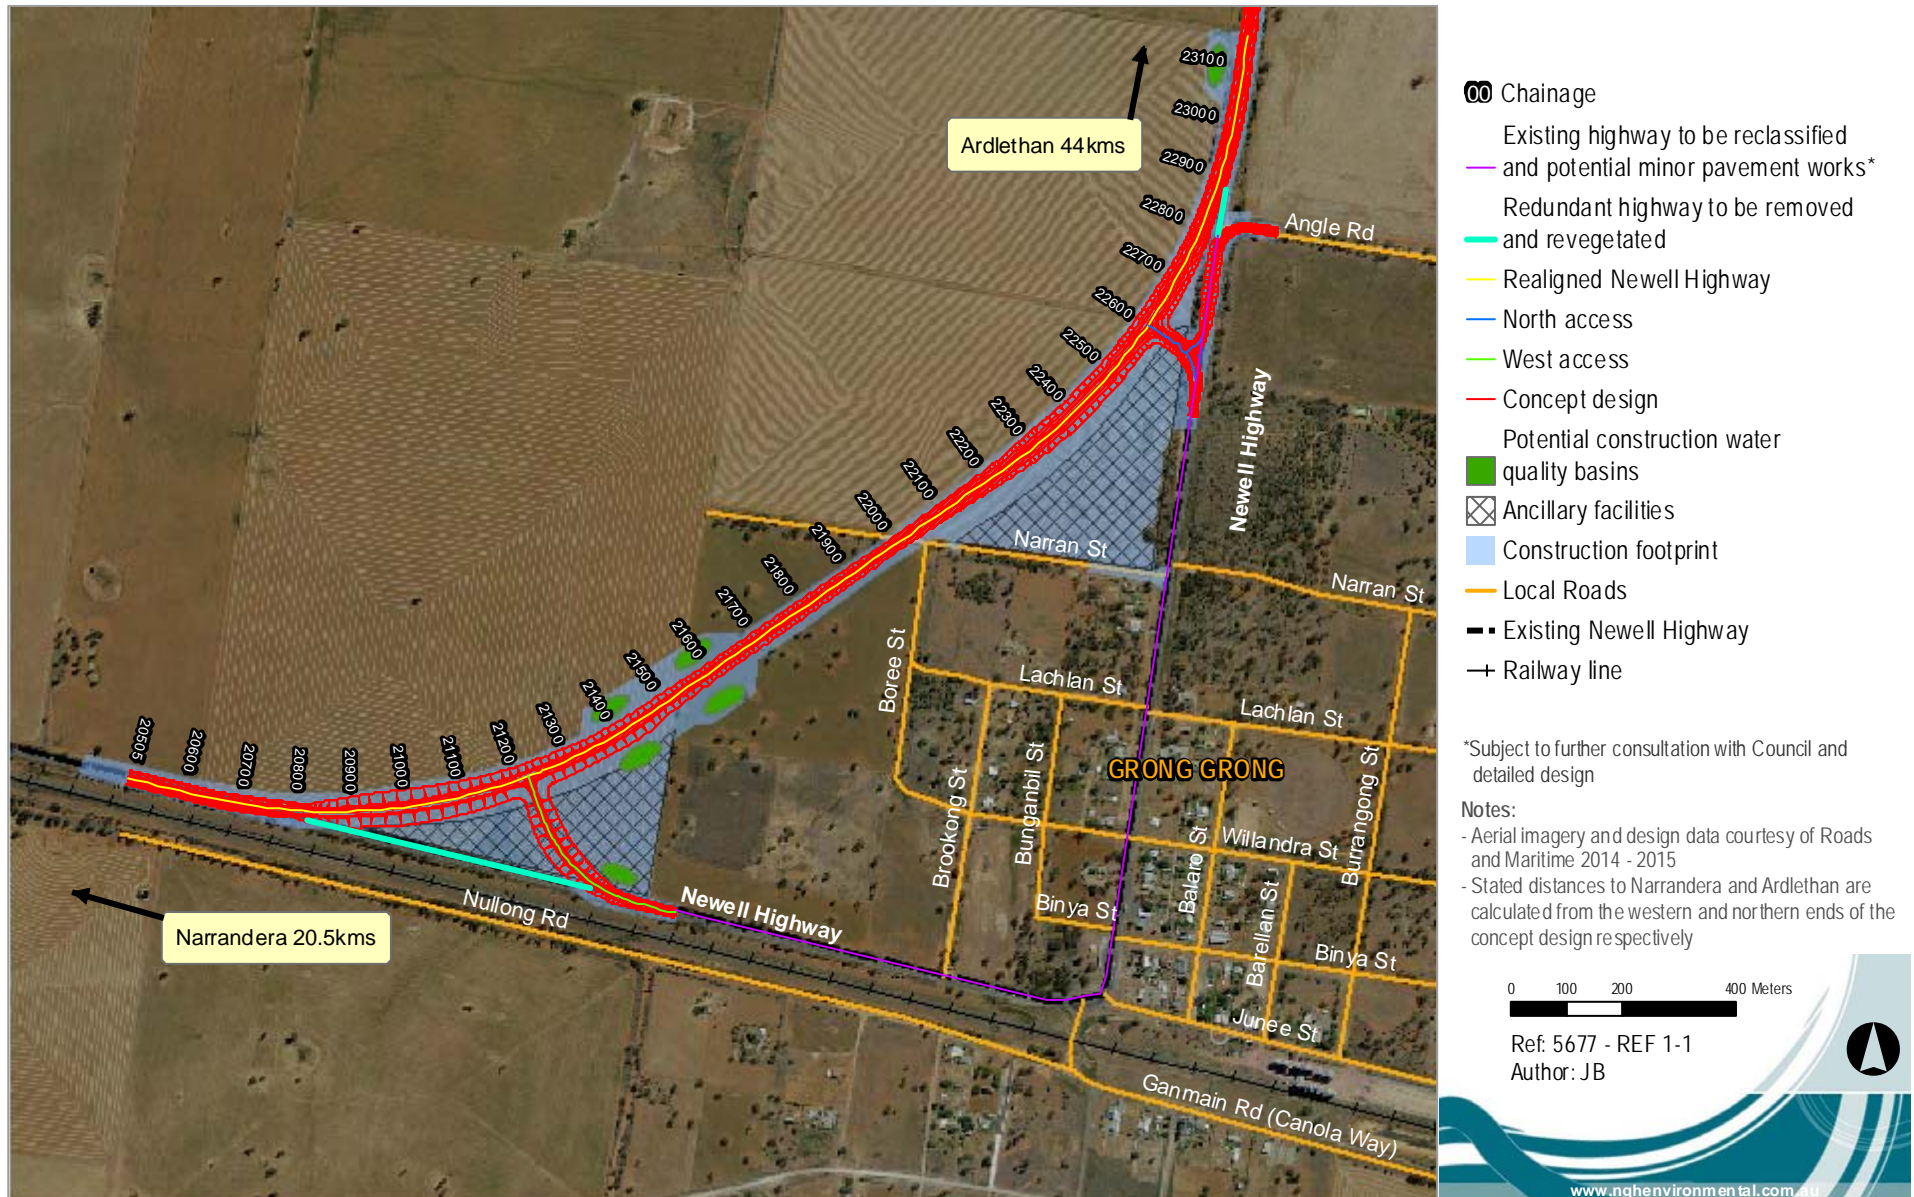 23100
23000
22900
22800
22700
22600
22500
22400
22300
22200
22100
22000
21900
21800
21700
21600
21500
21400
21300
21200
21100
21000
20900
20800
20700
20600
20505
Ardlethan 44kms
Angle Rd
Newell Highway
Narran St
Narran St
Boree St
Lachlan St
Lachlan St
GRONG GRONG
Brookong St
Bunganbil St
Burrangong St
Willandra St
Balaro St
Barellan St
Binya St
Binya St
Newell Highway
Nullong Rd
Narrandera 20.5kms
Junee St
Ganmain Rd (Canola Way)
00 Chainage
Existing highway to be reclassified
and potential minor pavement works*
Redundant highway to be removed
and revegetated
Realigned Newell Highway
North access
West access
Concept design
Potential construction water
quality basins
Ancillary facilities
Construction footprint
Local Roads
Existing Newell Highway
Railway line
*Subject to further consultation with Council and
detailed design
Notes:
- Aerial imagery and design data courtesy of Roads
and Maritime 2014 - 2015
- Stated distances to Narrandera and Ardlethan are
calculated from the western and northern ends of the
concept design respectively
0 100 200 400 Meters
Ref: 5677 - REF 1-1
Author: JB
www.nghenvironmental.com.au